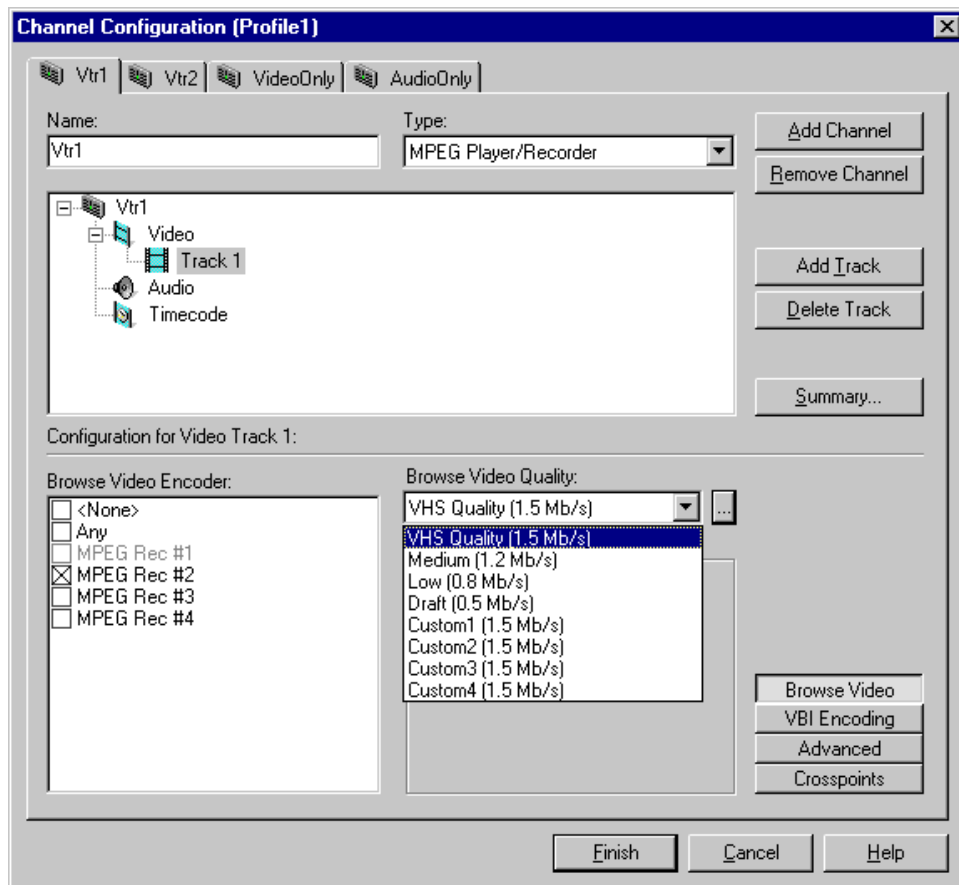 Channel Configuration (Profile1)
Vtr1 Vtr2 VideoOnly AudioOnly
Name: Type:
Vtr1 MPEG Player/Recorder
Add Channel
Remove Channel
Vtr1
Video
Track 1
Audio
Timecode
Add Track
Delete Track
Summary...
Configuration for Video Track 1:
Browse Video Encoder:
<None>
Any
MPEG Rec #1
MPEG Rec #2
MPEG Rec #3
MPEG Rec #4
Browse Video Quality:
VHS Quality (1.5 Mb/s) ...
VHS Quality (1.5 Mb/s)
Medium (1.2 Mb/s)
Low (0.8 Mb/s)
Draft (0.5 Mb/s)
Custom1 (1.5 Mb/s)
Custom2 (1.5 Mb/s)
Custom3 (1.5 Mb/s)
Custom4 (1.5 Mb/s)
Browse Video
VBI Encoding
Advanced
Crosspoints
Finish Cancel Help